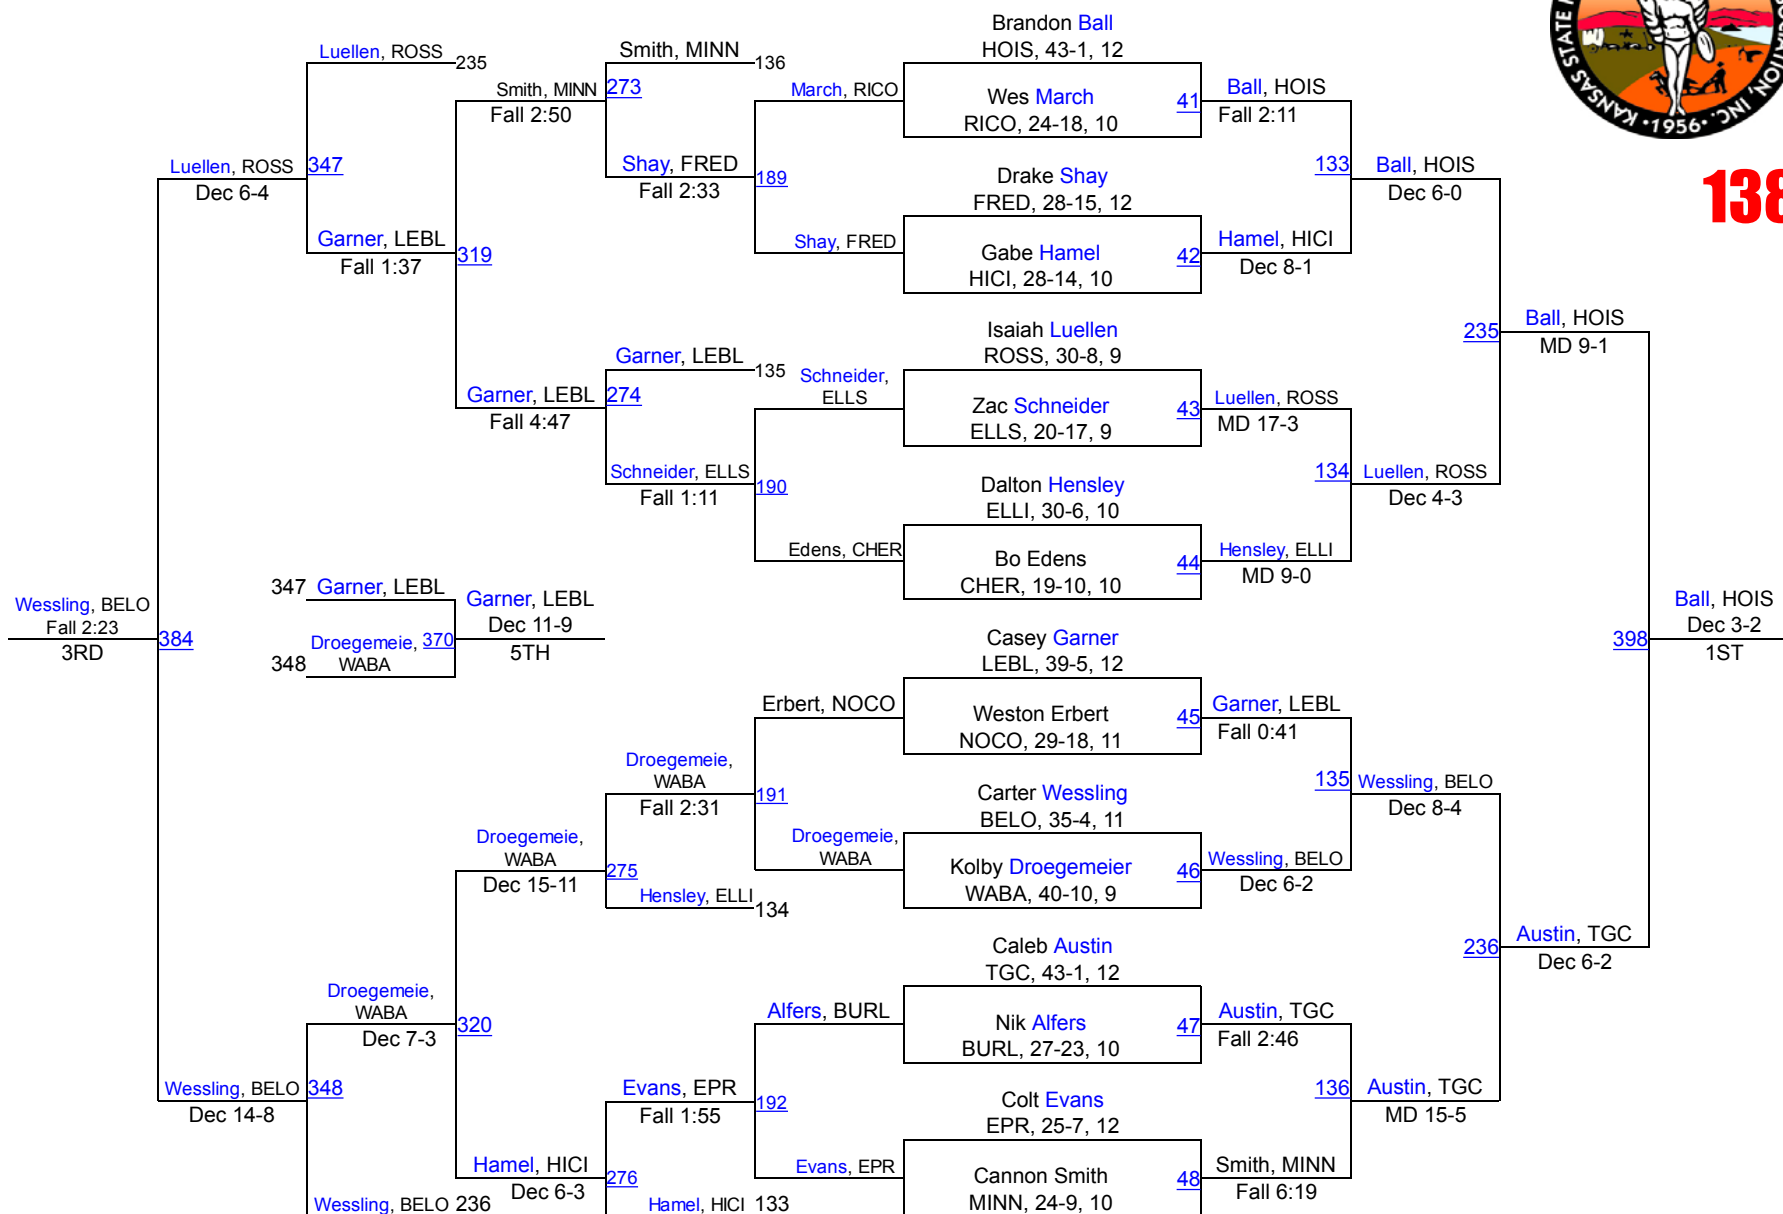 Brandon Ball
HOIS, 43-1, 12
Wes March
RICO, 24-18, 10
41
Drake Shay
FRED, 28-15, 12
Gabe Hamel
HICI, 28-14, 10
42
Isaiah Luellen
ROSS, 30-8, 9
Zac Schneider
ELLS, 20-17, 9
43
Dalton Hensley
ELLI, 30-6, 10
Bo Edens
CHER, 19-10, 10
44
Casey Garner
LEBL, 39-5, 12
Weston Erbert
NOCO, 29-18, 11
45
Carter Wessling
BELO, 35-4, 11
Kolby Droegemeier
WABA, 40-10, 9
46
Caleb Austin
TGC, 43-1, 12
Nik Alfers
BURL, 27-23, 10
47
Colt Evans
EPR, 25-7, 12
Cannon Smith
MINN, 24-9, 10
48
Ball, HOIS
Fall 2:11
133
Hamel, HICI
Dec 8-1
Luellen, ROSS
MD 17-3
134
Hensley, ELLI
MD 9-0
Garner, LEBL
Fall 0:41
135
Wessling, BELO
Dec 6-2
Austin, TGC
Fall 2:46
136
Smith, MINN
Fall 6:19
Ball, HOIS
Dec 6-0
235
Luellen, ROSS
Dec 4-3
Wessling, BELO
Dec 8-4
236
Austin, TGC
MD 15-5
Ball, HOIS
MD 9-1
398
Austin, TGC
Dec 6-2
Ball, HOIS
Dec 3-2
1ST
March, RICO
189
Shay, FRED
Schneider,
ELLS
190
Edens, CHER
Erbert, NOCO
191
Droegemeie,
WABA
Alfers, BURL
192
Evans, EPR
Smith, MINN
136
273
Shay, FRED
Fall 2:33
Garner, LEBL
135
274
Schneider, ELLS
Fall 1:11
Droegemeie,
WABA
Fall 2:31
275
Hensley, ELLI
134
Evans, EPR
Fall 1:55
276
Hamel, HICI 133
Smith, MINN
Fall 2:50
319
Garner, LEBL
Fall 4:47
Droegemeie,
WABA
Dec 15-11
320
Hamel, HICI
Dec 6-3
Luellen, ROSS
235
347
Garner, LEBL
Fall 1:37
Droegemeie,
WABA
Dec 7-3
348
Wessling, BELO 236
Luellen, ROSS
Dec 6-4
384
Wessling, BELO
Dec 14-8
Wessling, BELO
Fall 2:23
3RD
347 Garner, LEBL
Droegemeie,
348 WABA
370
Garner, LEBL
Dec 11-9
5TH
KANSAS STATE
1956
INC.
138